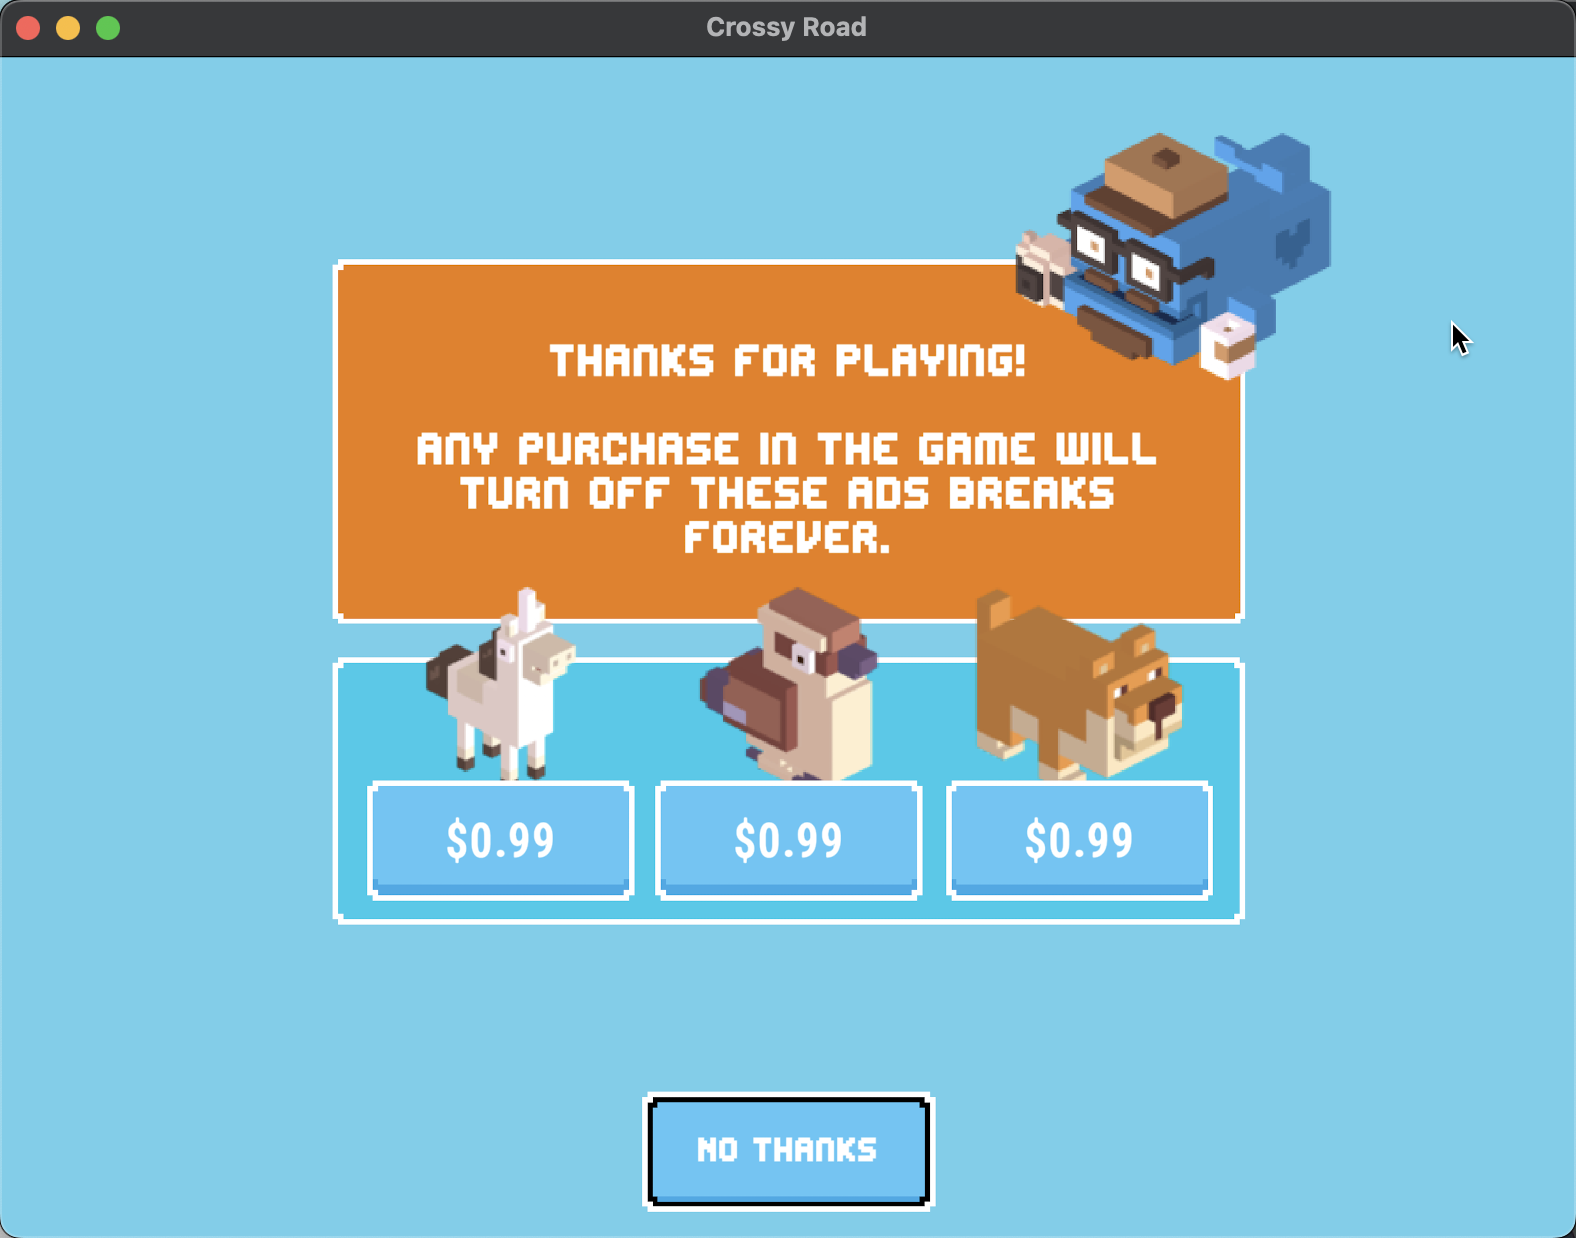 Crossy Road
THANKS FOR PLAYING!
ANY PURCHASE IN THE GAME WILL
TURN OFF THESE ADS BREAKS
FOREVER.
$0.99 $0.99 $0.99
NO THANKS